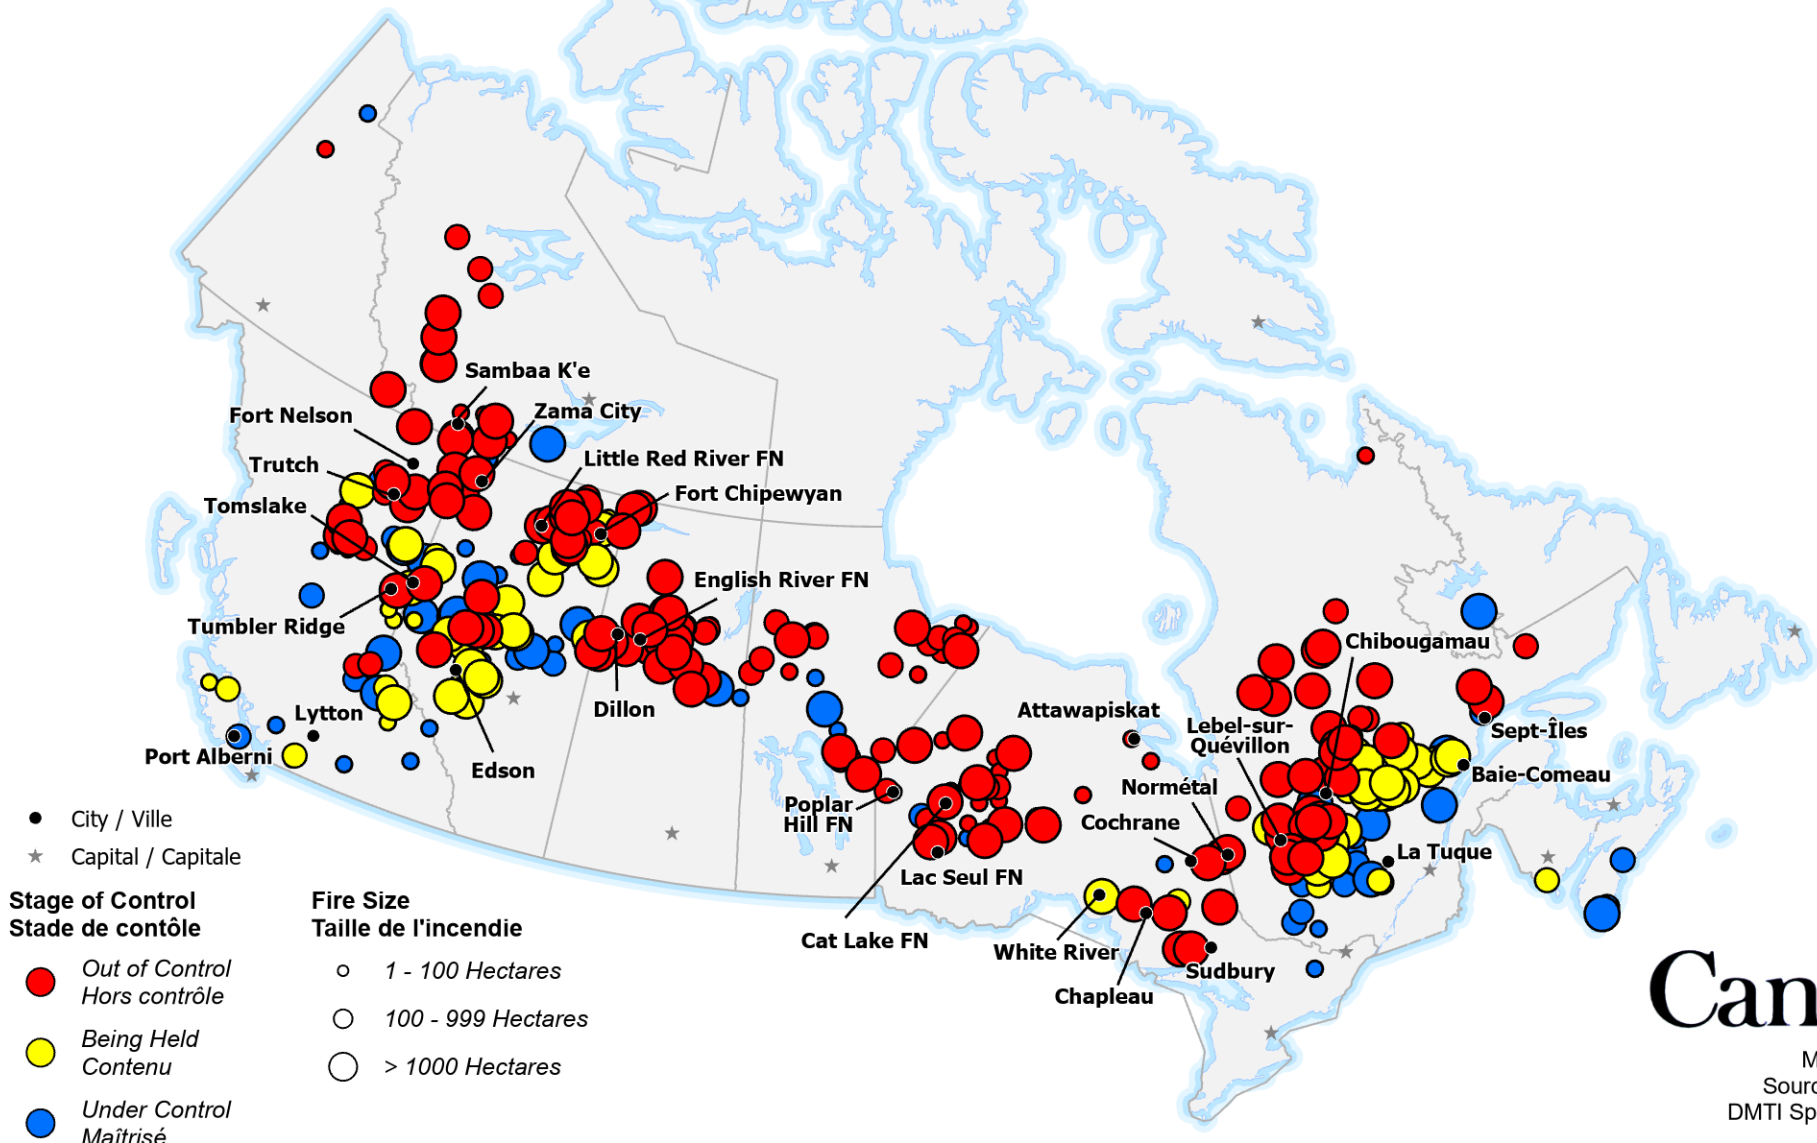 Sambaa K'e
Fort Nelson
Zama City
Trutch
Little Red River FN
Tomslake
Fort Chipewyan
English River FN
Tumbler Ridge
Chibougamau
Dillon
Lytton
Attawapiskat
Lebel-sur-
Quévillon
Sept-Îles
Port Alberni
Edson
Baie-Comeau
Normétal
Poplar
Hill FN
Cochrane
La Tuque
Lac Seul FN
Cat Lake FN
White River
Sudbury
Chapleau
City / Ville
Capital / Capitale
Stage of Control
Stade de contôle
Out of Control
Hors contrôle
Being Held
Contenu
Under Control
Maîtrisé
Fire Size
Taille de l'incendie
1 - 100 Hectares
100 - 999 Hectares
> 1000 Hectares
Can
M
Sourc
DMTI Sp